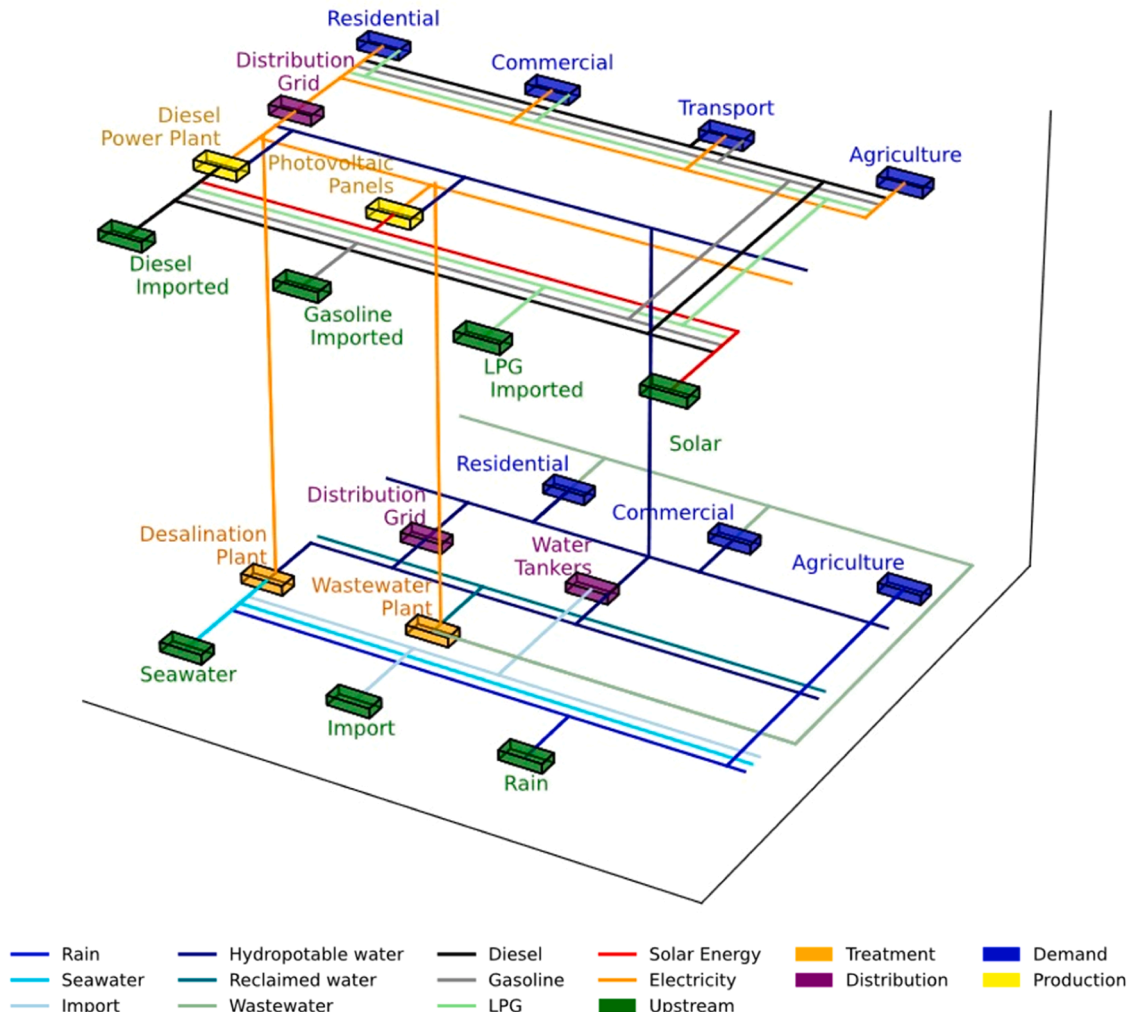 Residential
Distribution
Grid
Commercial
Transport
Diesel
Power Plant
Agriculture
Photovoltaic
Panels
Diesel
Imported
Gasoline
Imported
LPG
Imported
Solar
Residential
Distribution
Grid
Commercial
Desalination
Plant
Water
Tankers
Agriculture
Wastewater
Plant
Seawater
Import
Rain
Rain
Seawater
Import
Hydropotable water
Reclaimed water
Wastewater
Diesel
Gasoline
LPG
Solar Energy
Electricity
Upstream
Treatment
Distribution
Demand
Production